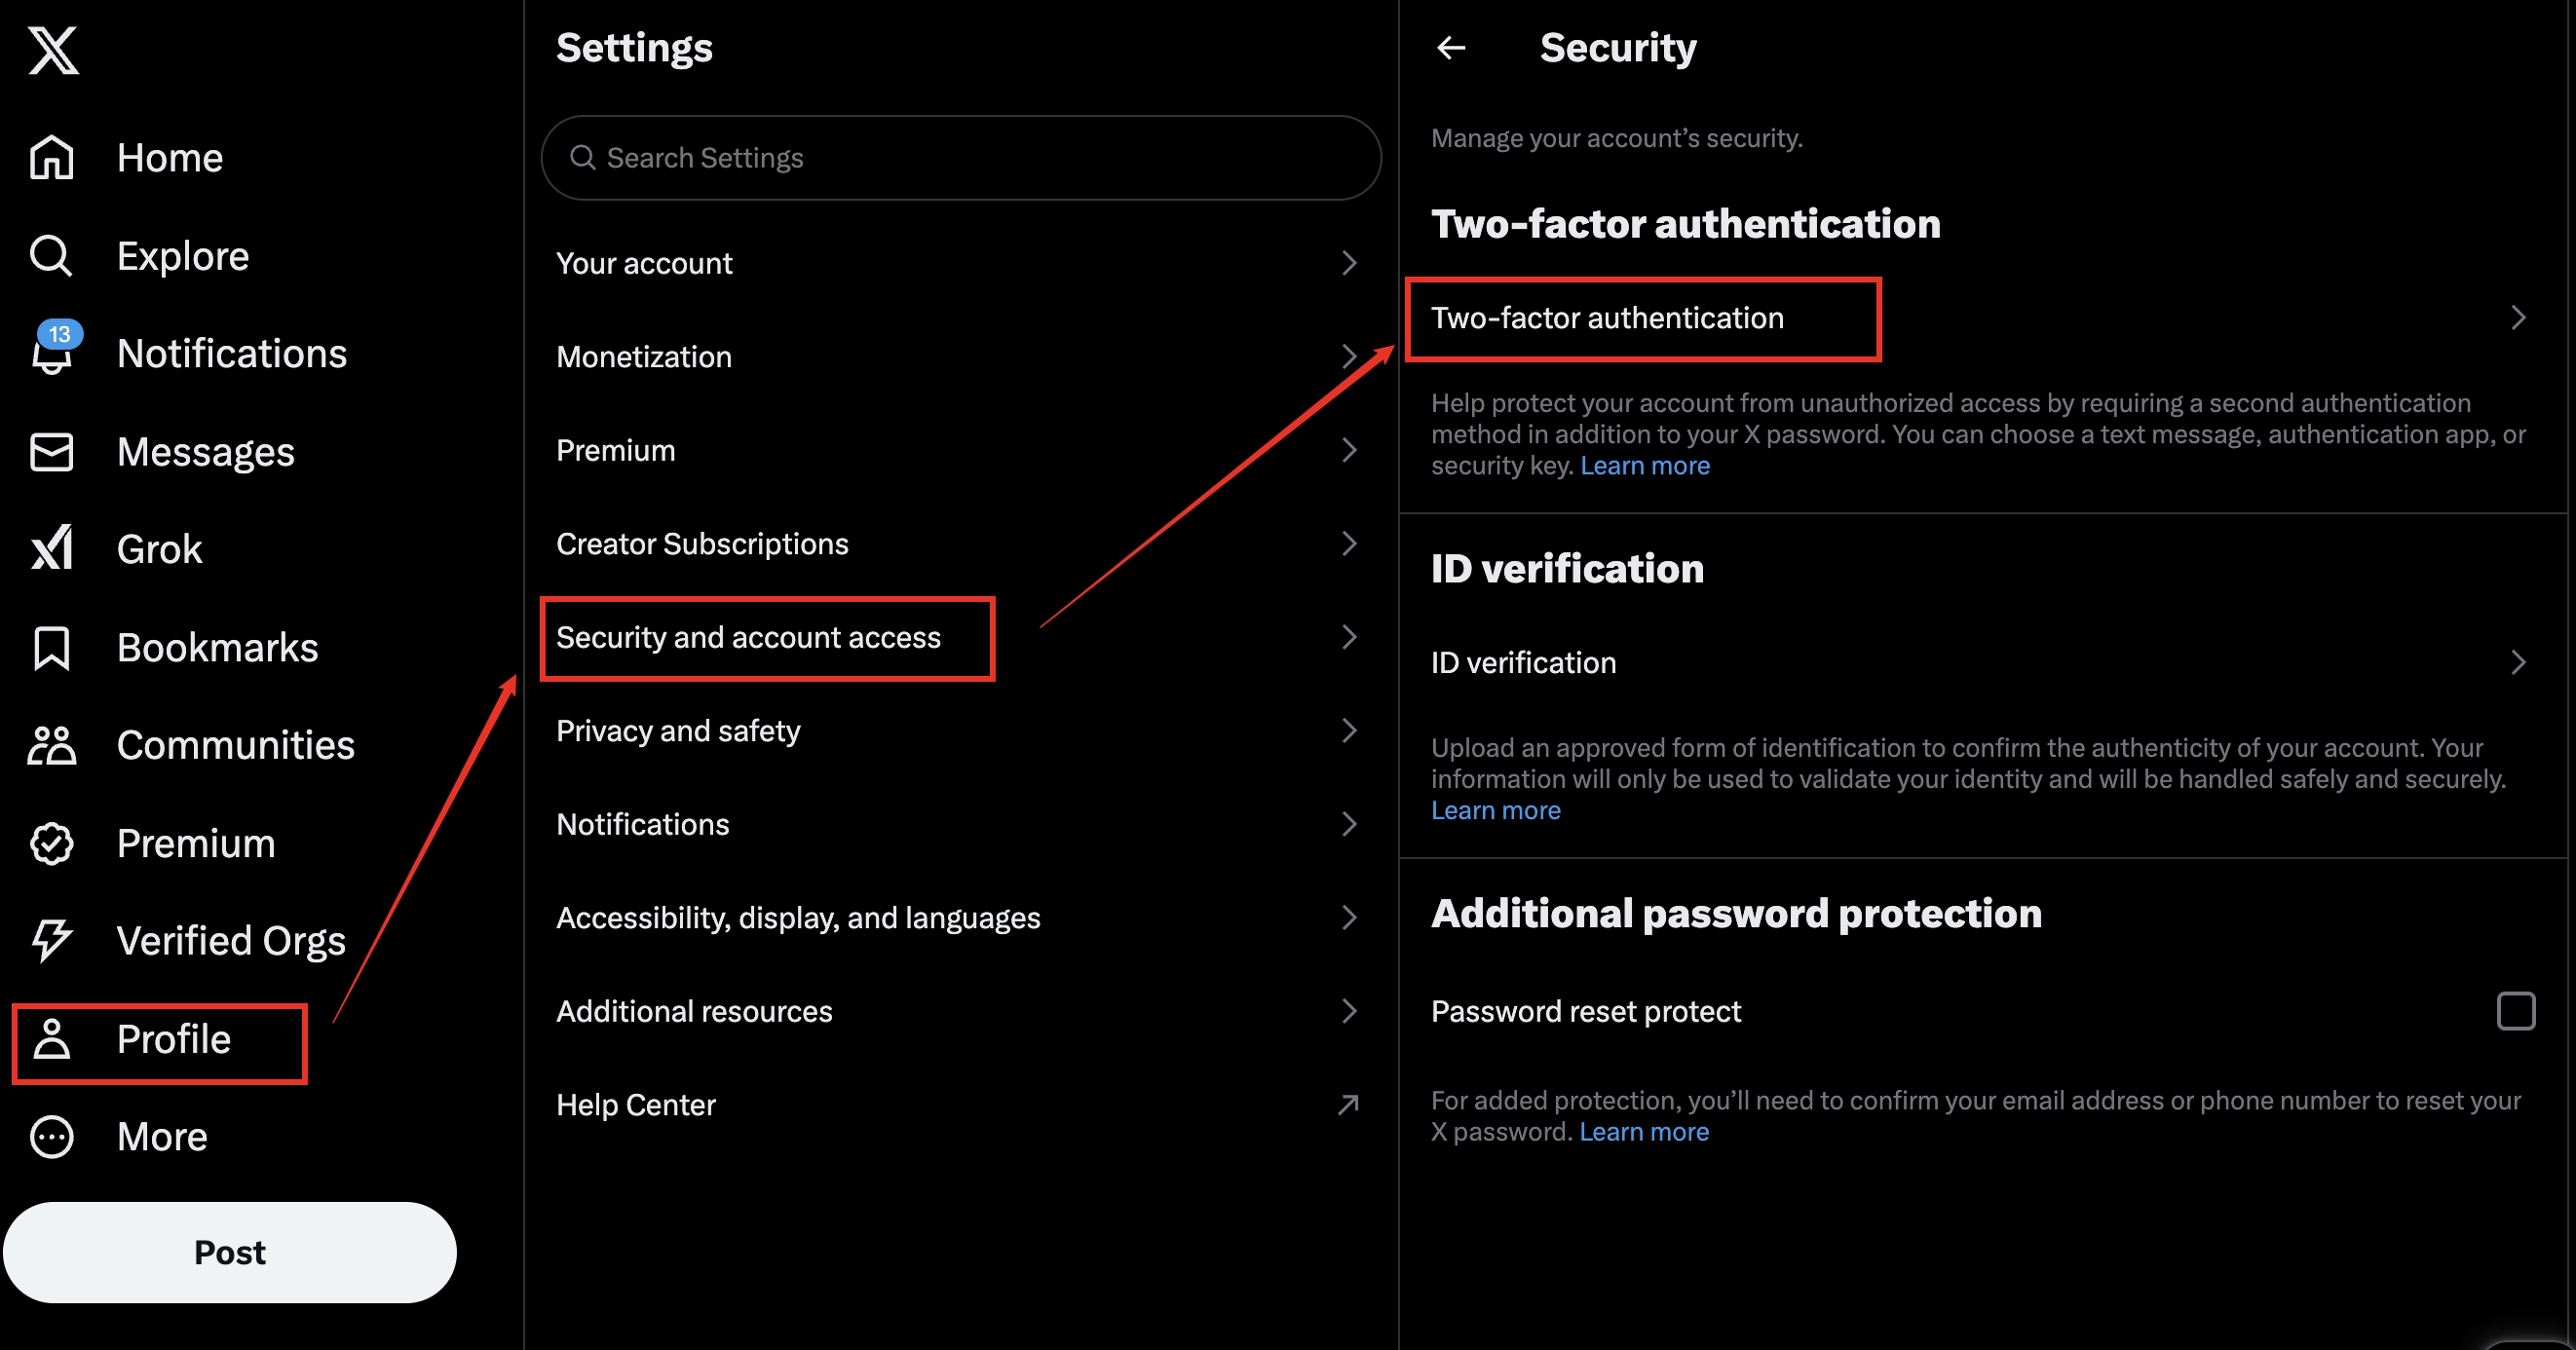 Home
Explore
13
Notifications
Messages
Grok
Bookmarks
Communities
Premium
Verified Orgs
Profile
More
Post
Settings
Search Settings
Your account
Monetization
Premium
Creator Subscriptions
Security and account access
Privacy and safety
Notifications
Accessibility, display, and languages
Additional resources
Help Center
Security
Manage your account’s security.
Two-factor authentication
Two-factor authentication
Help protect your account from unauthorized access by requiring a second authentication
method in addition to your X password. You can choose a text message, authentication app, or
security key. Learn more
ID verification
ID verification
Upload an approved form of identification to confirm the authenticity of your account. Your
information will only be used to validate your identity and will be handled safely and securely.
Learn more
Additional password protection
Password reset protect
For added protection, you’ll need to confirm your email address or phone number to reset your
X password. Learn more